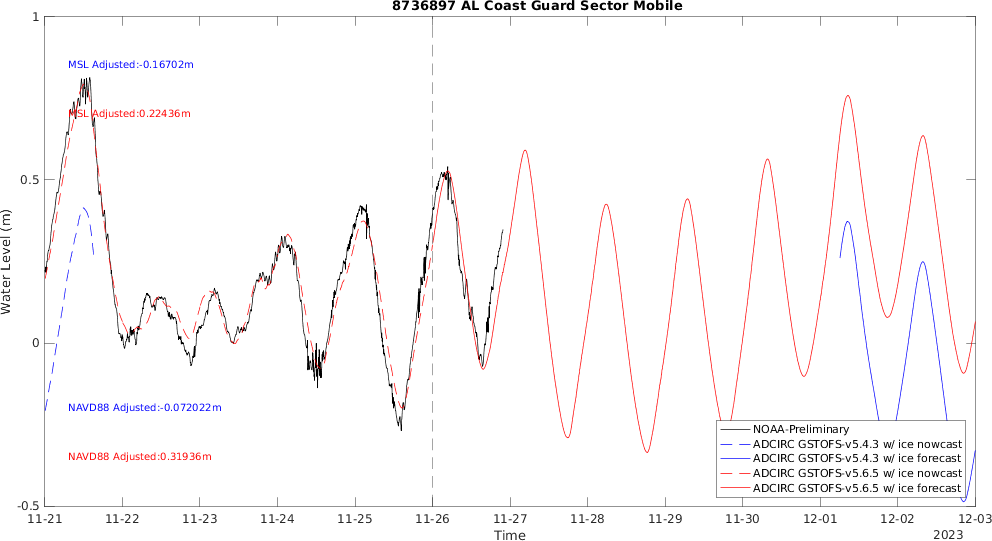 8736897 AL Coast Guard Sector Mobile
1
MSL Adjusted:-0.16702m
MSL Adjusted:0.22436m
0.5
Water Level (m)
0
NAVD88 Adjusted:-0.072022m
NAVD88 Adjusted:0.31936m
NOAA-Preliminary
ADCIRC GSTOFS-v5.4.3 w/ ice nowcast
ADCIRC GSTOFS-v5.4.3 w/ ice forecast
ADCIRC GSTOFS-v5.6.5 w/ ice nowcast
ADCIRC GSTOFS-v5.6.5 w/ ice forecast
-0.5
11-21 11-22 11-23 11-24 11-25 11-26 11-27 11-28 11-29 11-30 12-01 12-02 12-03
Time
2023